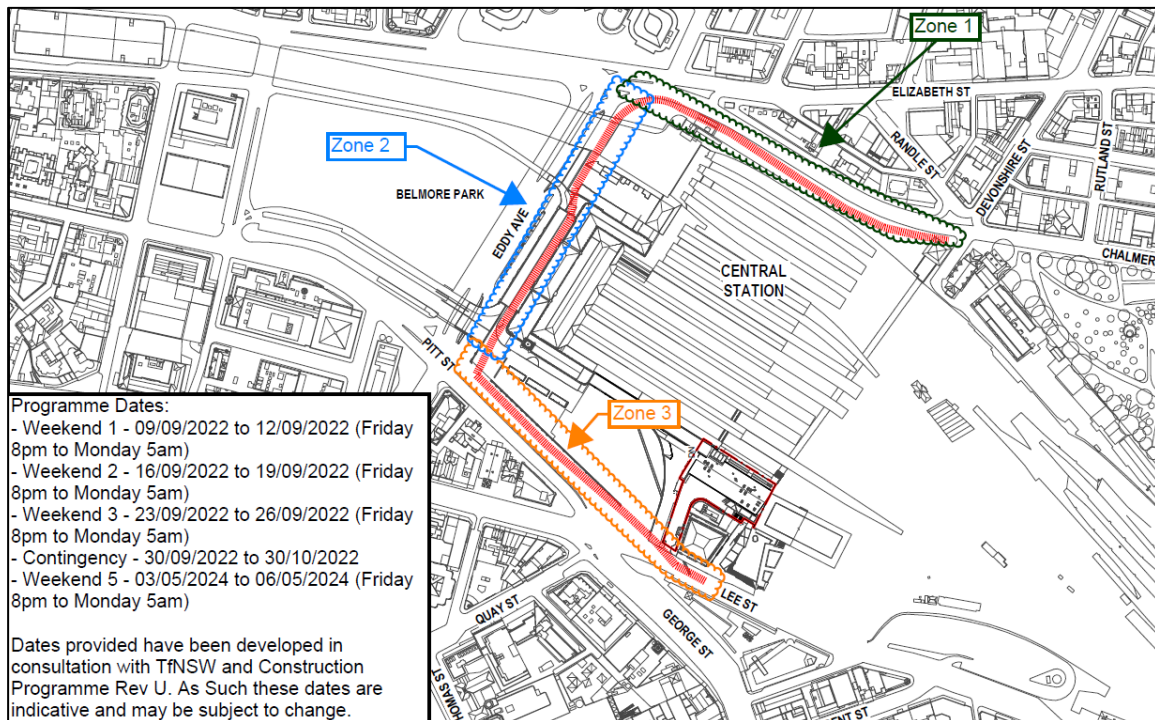 Zone 1
ELIZABETH ST
RANDLE ST
DEVONSHIRE ST
RUTLAND ST
CHALMER
Zone 2
BELMORE PARK
EDDY AVE
CENTRAL
STATION
PITT ST
Zone 3
LEE ST
QUAY ST
GEORGE ST
HOMAS ST
ENT ST
Programme Dates:
- Weekend 1 - 09/09/2022 to 12/09/2022 (Friday
8pm to Monday 5am)
- Weekend 2 - 16/09/2022 to 19/09/2022 (Friday
8pm to Monday 5am)
- Weekend 3 - 23/09/2022 to 26/09/2022 (Friday
8pm to Monday 5am)
- Contingency - 30/09/2022 to 30/10/2022
- Weekend 5 - 03/05/2024 to 06/05/2024 (Friday
8pm to Monday 5am)
Dates provided have been developed in
consultation with TfNSW and Construction
Programme Rev U. As Such these dates are
indicative and may be subject to change.